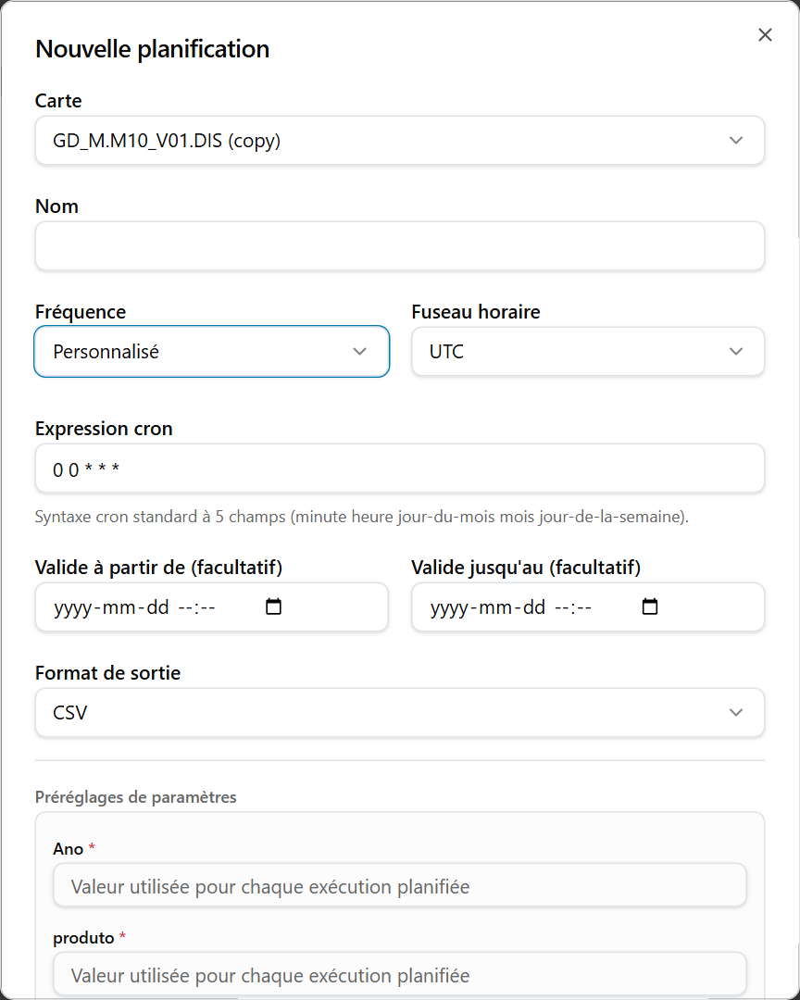 Nouvelle planification
Carte
GD_M.M10_V01.DIS (copy)
Nom
Fréquence
Fuseau horaire
Personnalisé
UTC
Expression cron
0 0 * * *
Syntaxe cron standard à 5 champs (minute heure jour-du-mois mois jour-de-la-semaine).
Valide à partir de (facultatif)
Valide jusqu'au (facultatif)
yyyy-mm-dd --:--
yyyy-mm-dd --:--
Format de sortie
CSV
Préréglages de paramètres
Ano *
Valeur utilisée pour chaque exécution planifiée
produto *
Valeur utilisée pour chaque exécution planifiée